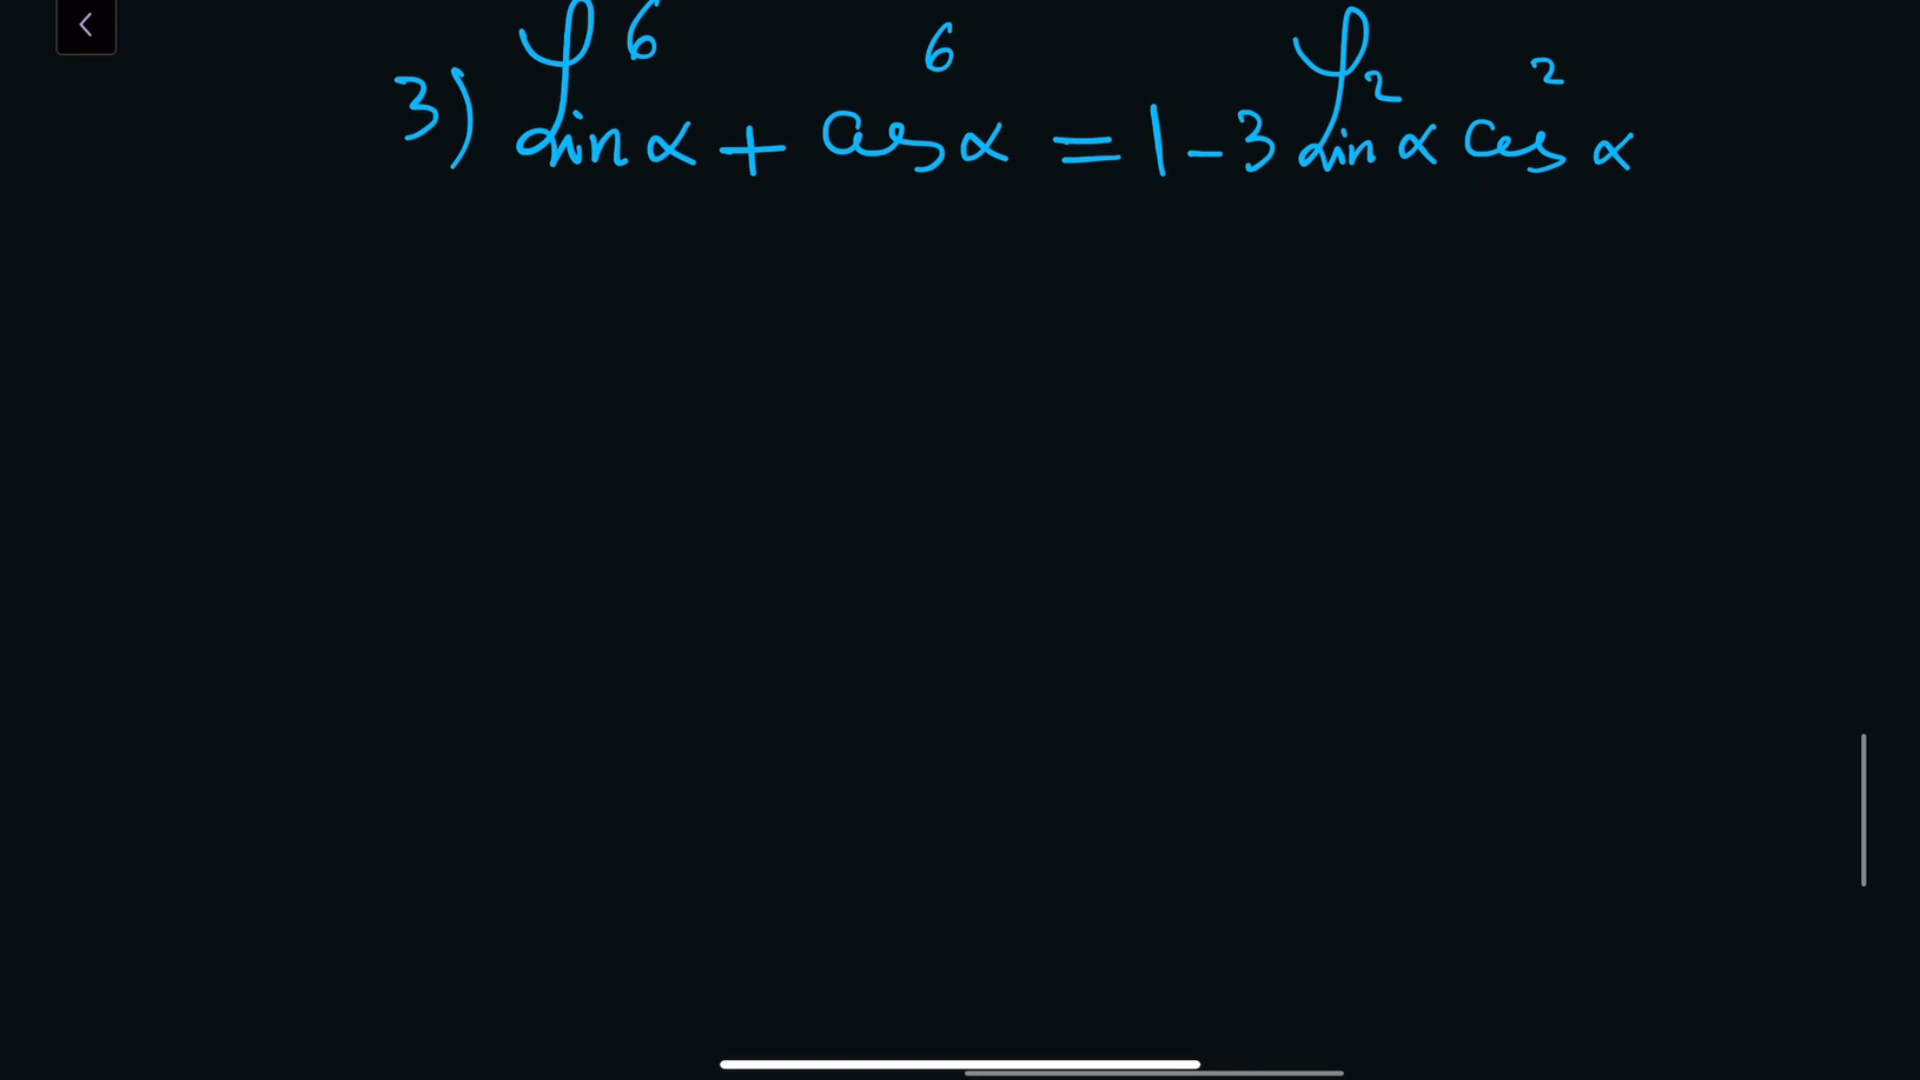 3) sin⁶α + cos⁶α = 1 - 3 sin²α cos²α